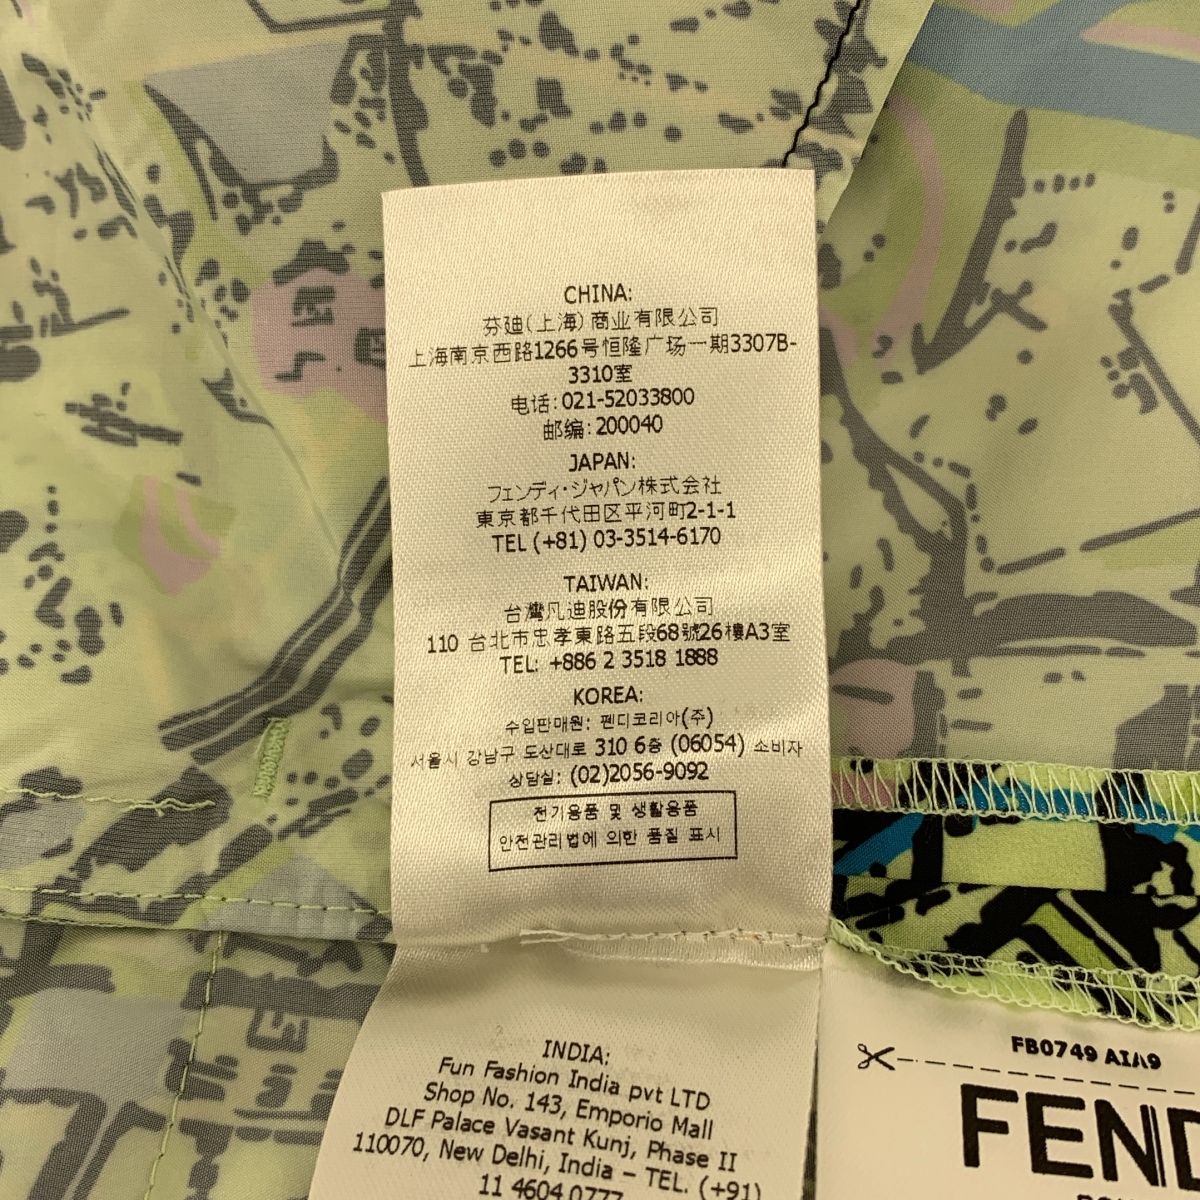 CHINA:
芬廸(上海)商业有限公司
上海南京西路1266号恒隆广场一期3307B-
3310室
电话:021-52033800
邮编:200040
JAPAN:
フェンディ・ジャパン株式会社
東京都千代田区平河町2-1-1
TEL (+81) 03-3514-6170
TAIWAN:
台灣凡迪股份有限公司
110 台北市忠孝東路五段68號26樓A3室
TEL: +886 2 3518 1888
KOREA:
수입판매원: 펜디코리아(주)
서울시 강남구 도산대로 310 6층 (06054) 소비자
상담실: (02)2056-9092
전기용품 및 생활용품
안전관리법에 의한 품질 표시
INDIA:
Fun Fashion India pvt LTD
Shop No. 143, Emporio Mall
DLF Palace Vasant Kunj, Phase II
110070, New Delhi, India – TEL. (+91)
11 4604 0777
FB0749 AIA9
FEND